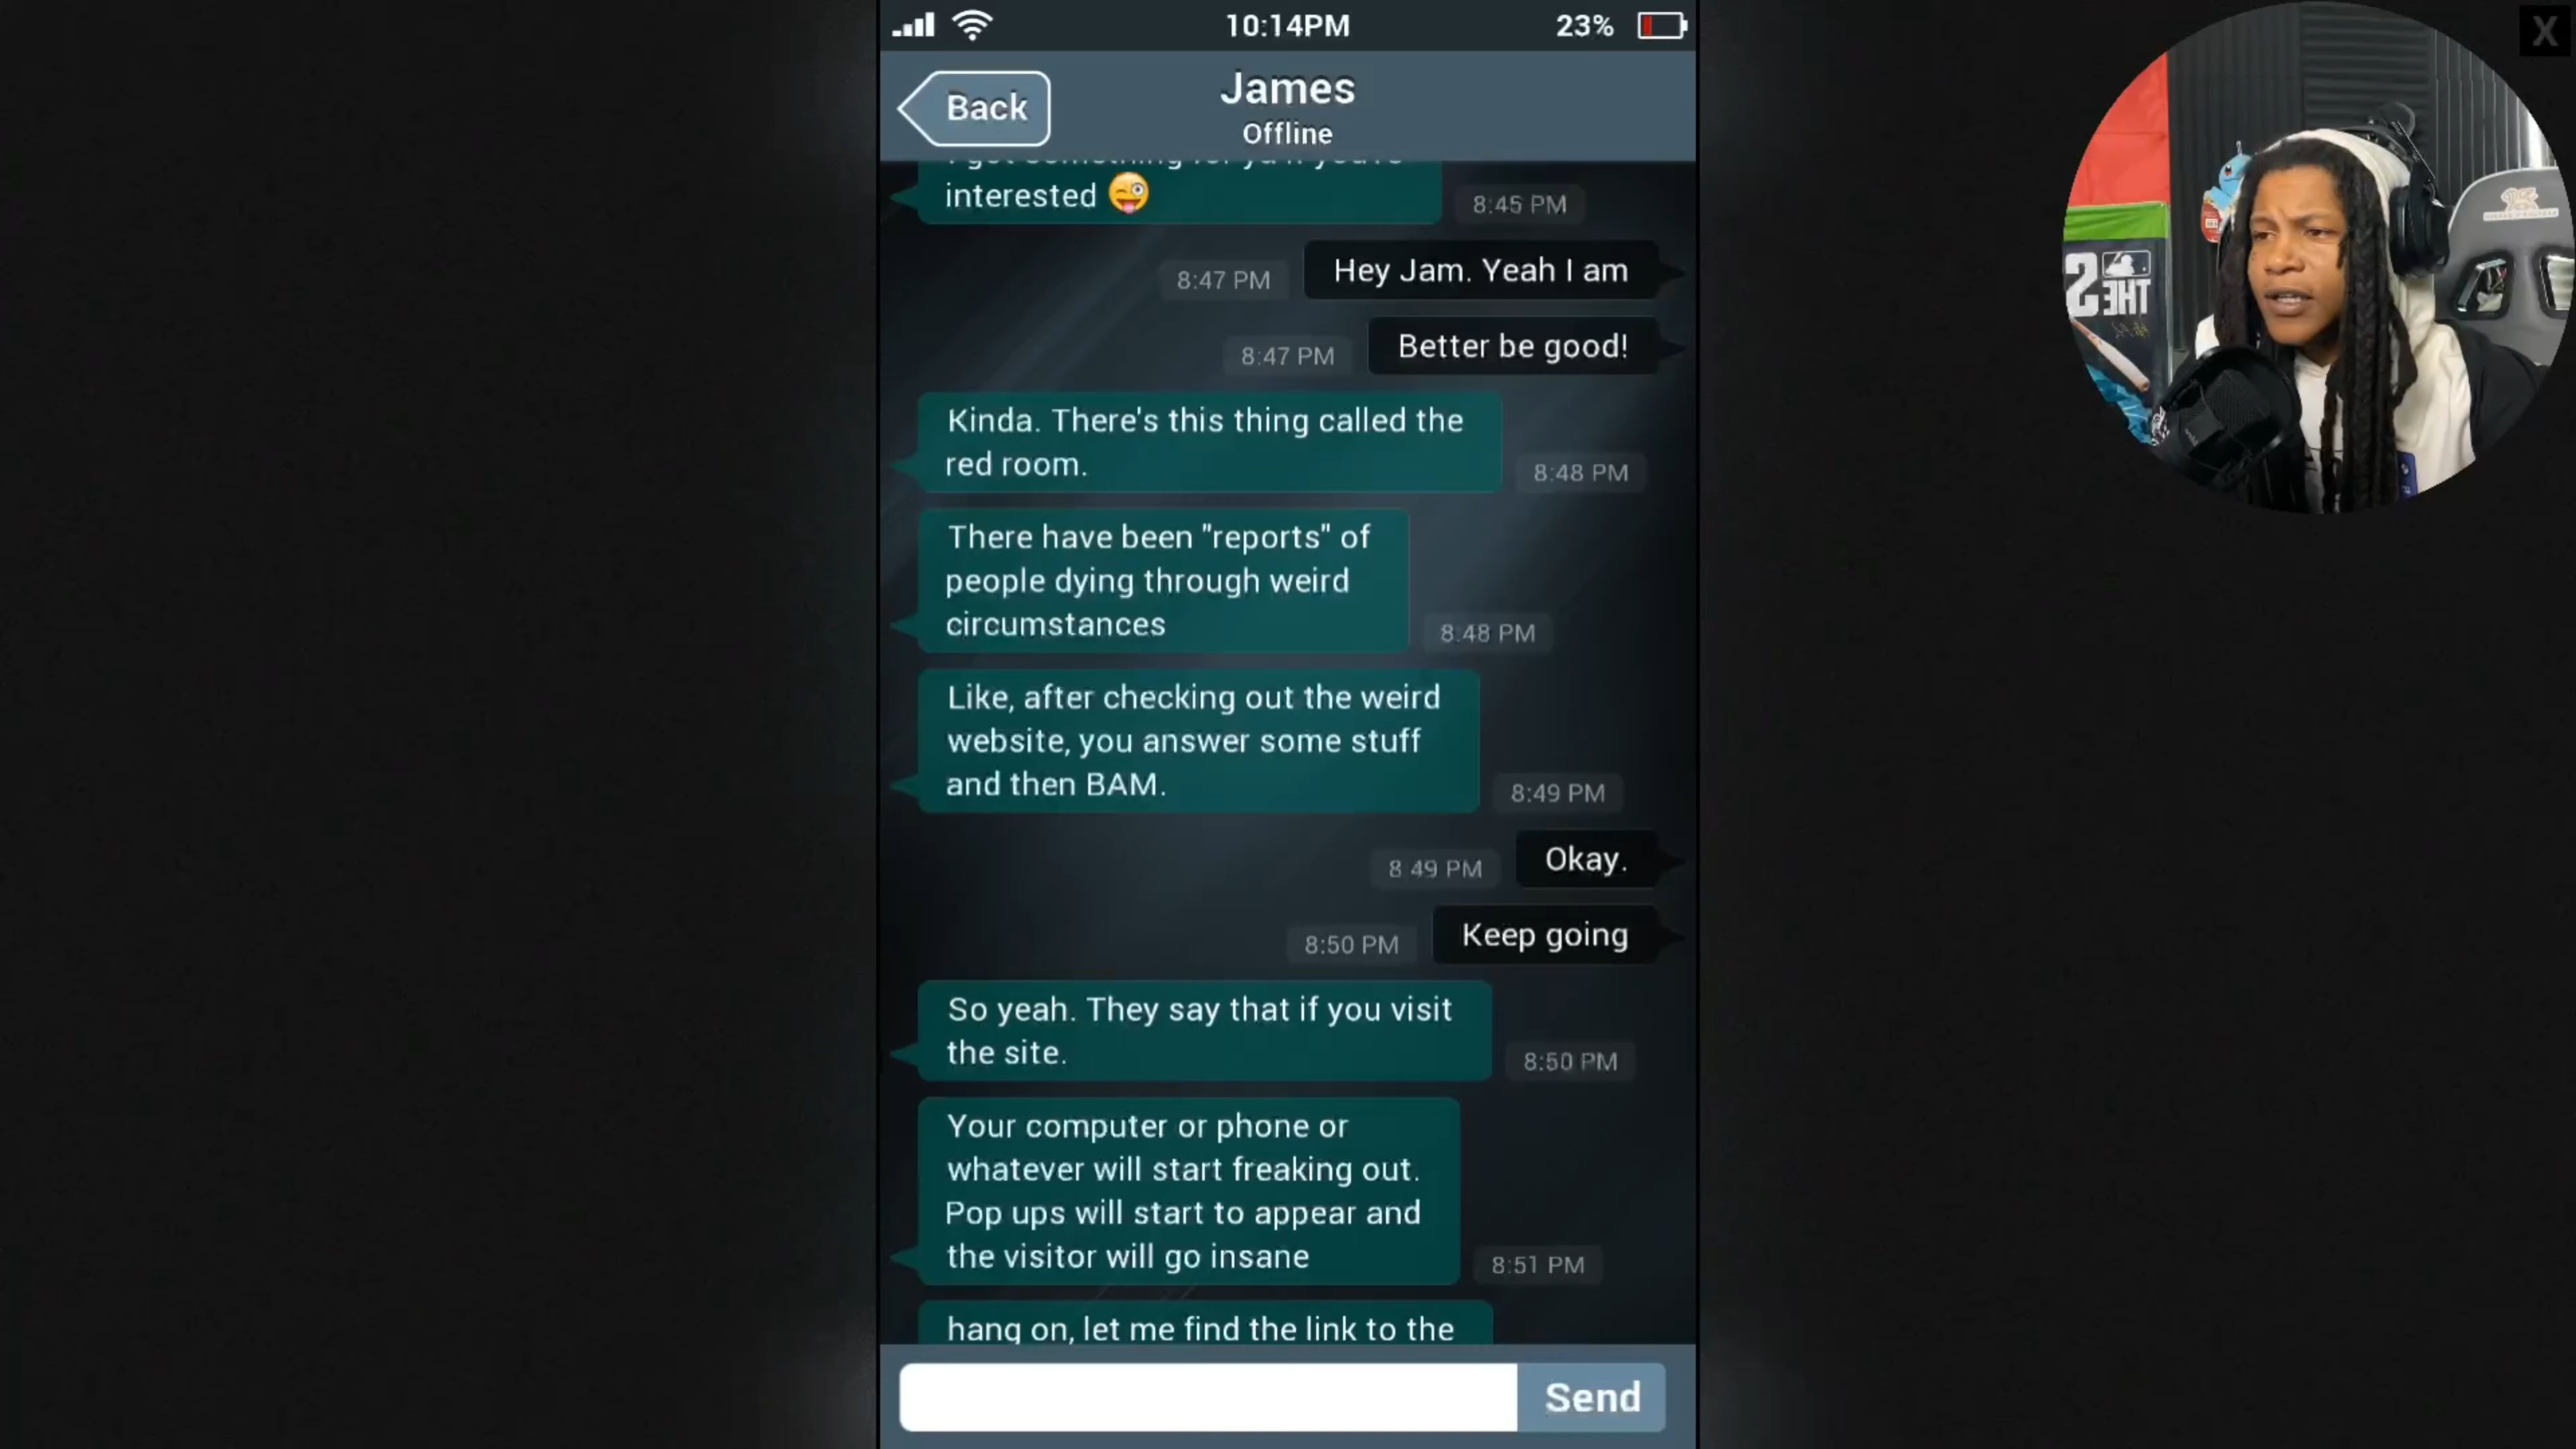 10:14PM
23%
X
Back
James
Offline
interested
8:45 PM
Hey Jam. Yeah I am
8:47 PM
Better be good!
8:47 PM
Kinda. There's this thing called the
red room.
8:48 PM
There have been "reports" of
people dying through weird
circumstances
8:48 PM
Like, after checking out the weird
website, you answer some stuff
and then BAM.
8:49 PM
Okay.
8:49 PM
Keep going
8:50 PM
So yeah. They say that if you visit
the site.
8:50 PM
Your computer or phone or
whatever will start freaking out.
Pop ups will start to appear and
the visitor will go insane
8:51 PM
hang on, let me find the link to the
Send
THE